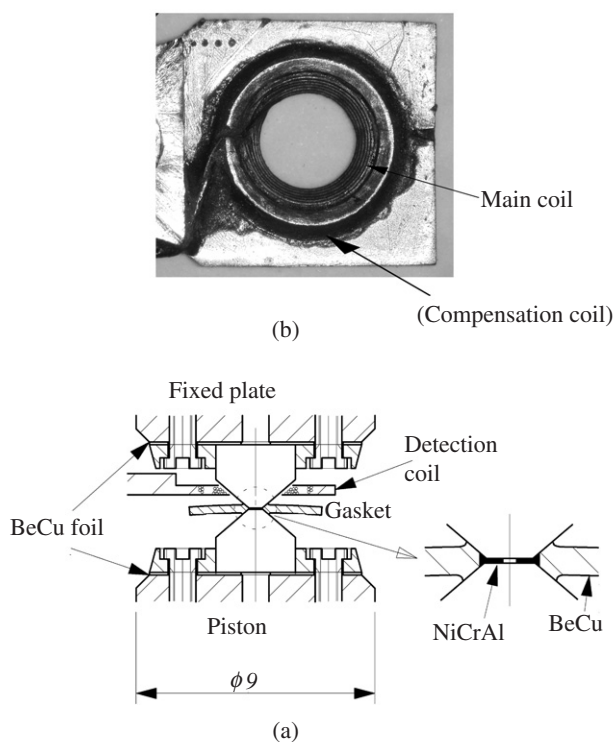 Main coil
(Compensation coil)
(b)
Fixed plate
Detection
coil
Gasket
BeCu foil
NiCrAl
BeCu
Piston
ϕ9
(a)